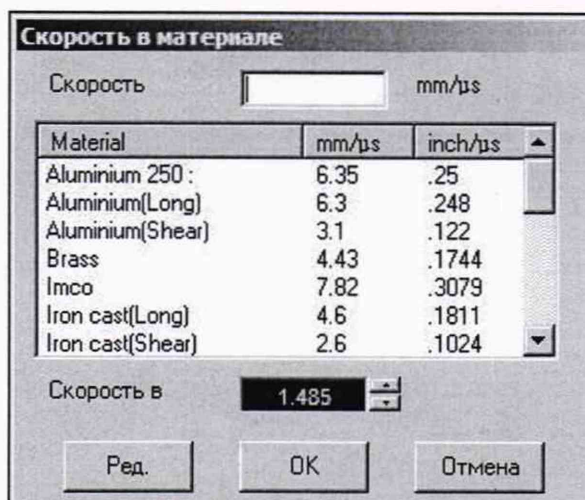 Скорость в материале
Скорость mm/µs
Material mm/µs inch/µs
Aluminium 250 : 6.35 .25
Aluminium(Long) 6.3 .248
Aluminium(Shear) 3.1 .122
Brass 4.43 .1744
Imco 7.82 .3079
Iron cast(Long) 4.6 .1811
Iron cast(Shear) 2.6 .1024
Скорость в 1.485
Ред. OK Отмена